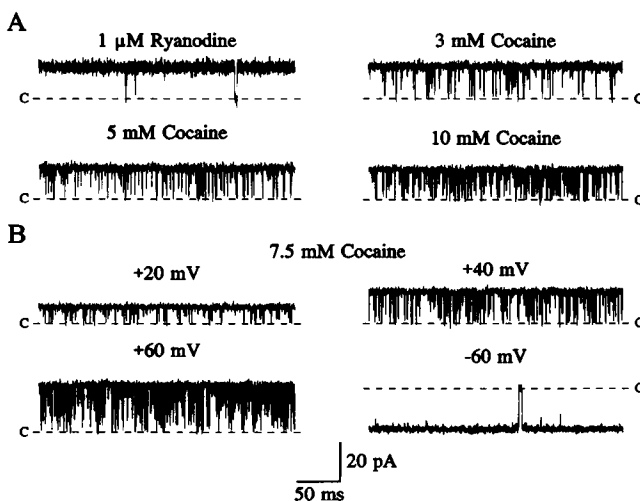 A
1 µM Ryanodine
3 mM Cocaine
C
C
5 mM Cocaine
10 mM Cocaine
C
C
B
7.5 mM Cocaine
+20 mV
+40 mV
C
C
+60 mV
-60 mV
C
C
20 pA
50 ms